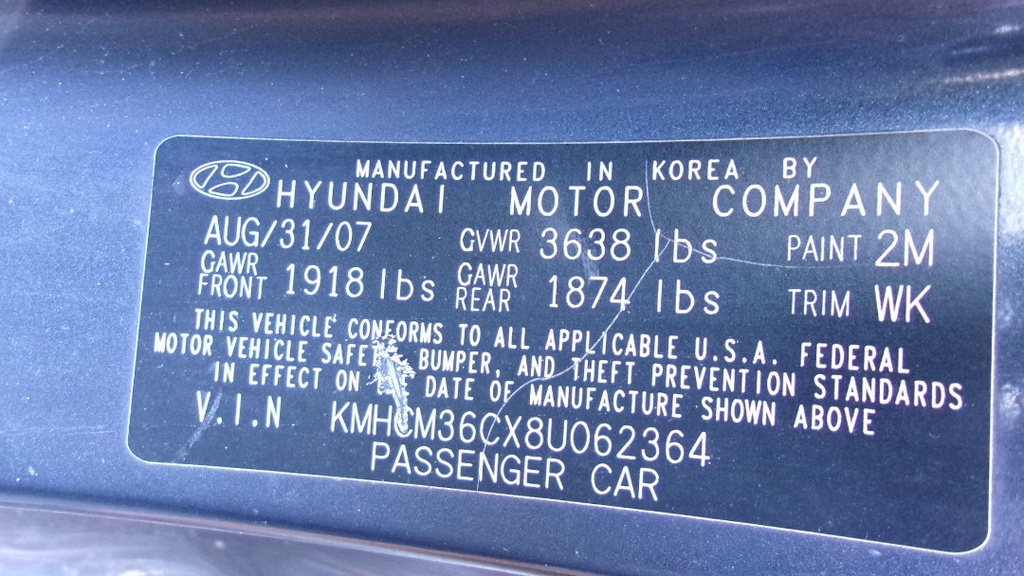 MANUFACTURED IN KOREA BY
HYUNDAI MOTOR COMPANY
AUG/31/07 GVWR 3638 lbs PAINT 2M
GAWR FRONT 1918 lbs GAWR REAR 1874 lbs TRIM WK
THIS VEHICLE CONFORMS TO ALL APPLICABLE U.S.A. FEDERAL
MOTOR VEHICLE SAFE BUMPER, AND THEFT PREVENTION STANDARDS
IN EFFECT ON DATE OF MANUFACTURE SHOWN ABOVE
V.I.N KMHCM36CX8U062364
PASSENGER CAR